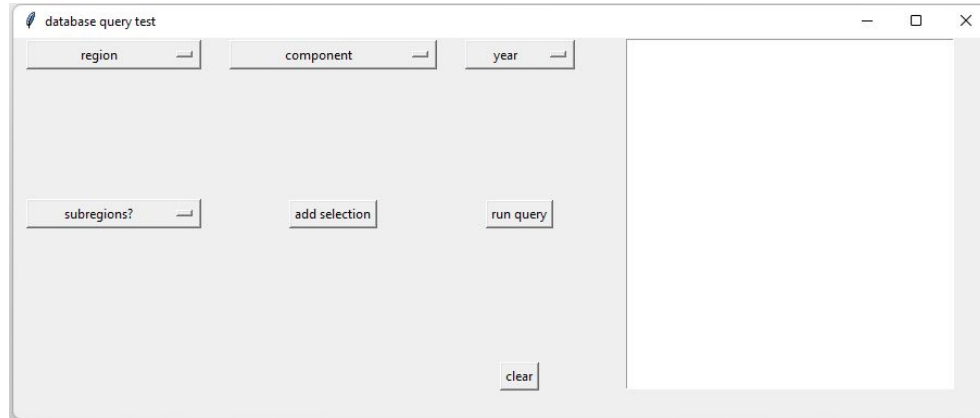 database query test
region component year
subregions? add selection run query
clear